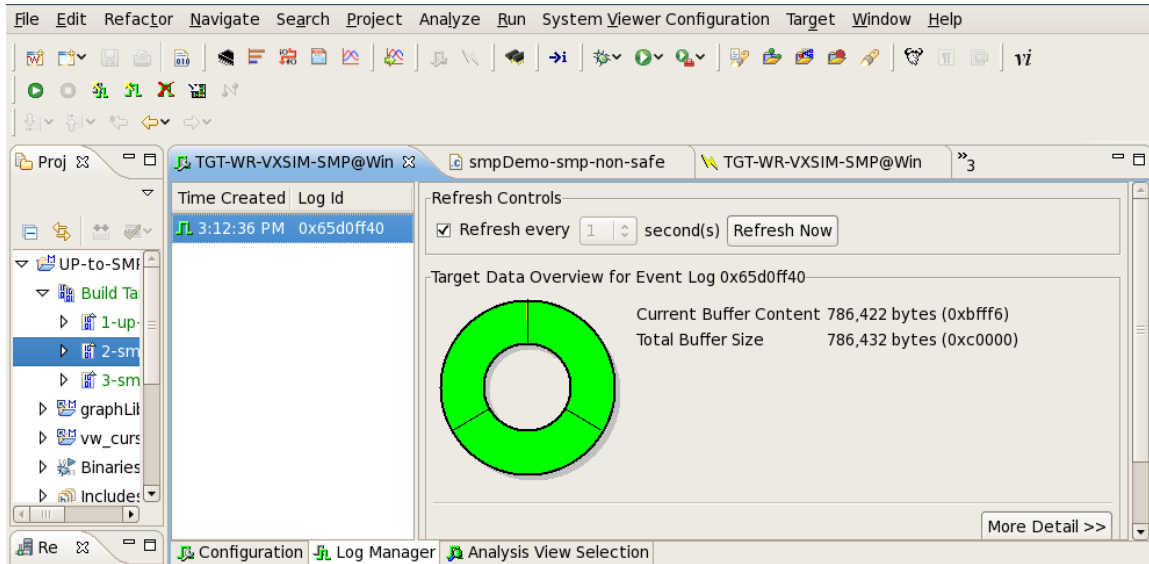 File Edit Refactor Navigate Search Project Analyze Run System Viewer Configuration Target Window Help
010
vi
Proj
TGT-WR-VXSIM-SMP@Win
smpDemo-smp-non-safe
TGT-WR-VXSIM-SMP@Win
»3
Time Created Log Id
3:12:36 PM 0x65d0ff40
Refresh Controls
Refresh every 1 second(s) Refresh Now
UP-to-SM
Build Ta
1-up-
2-sm
3-sm
graphLi
vw_curs
Binaries
Includes
Re
Target Data Overview for Event Log 0x65d0ff40
Current Buffer Content 786,422 bytes (0xbfff6)
Total Buffer Size 786,432 bytes (0xc0000)
More Detail >>
Configuration Log Manager Analysis View Selection